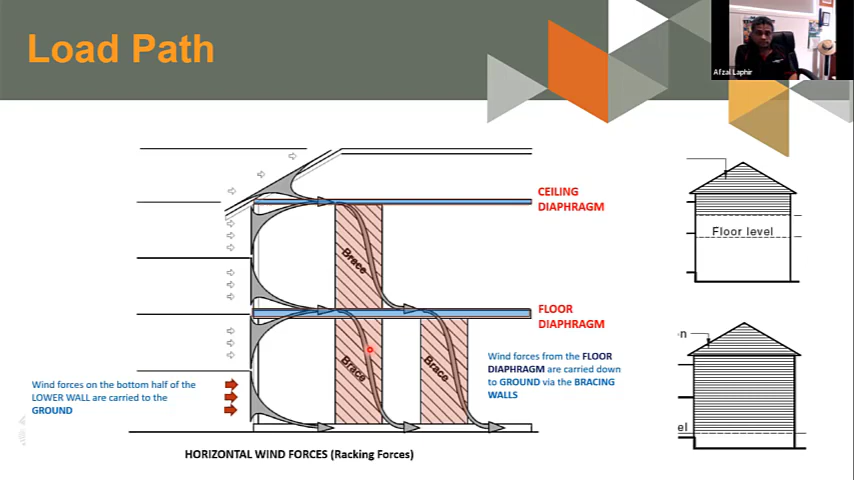 Load Path
Afzal Laphir
CEILING
DIAPHRAGM
Floor level
Brace
FLOOR
DIAPHRAGM
Brace
Brace
Wind forces from the FLOOR
DIAPHRAGM are carried down
to GROUND via the BRACING
WALLS
Wind forces on the bottom half of the
LOWER WALL are carried to the
GROUND
n
el
HORIZONTAL WIND FORCES (Racking Forces)